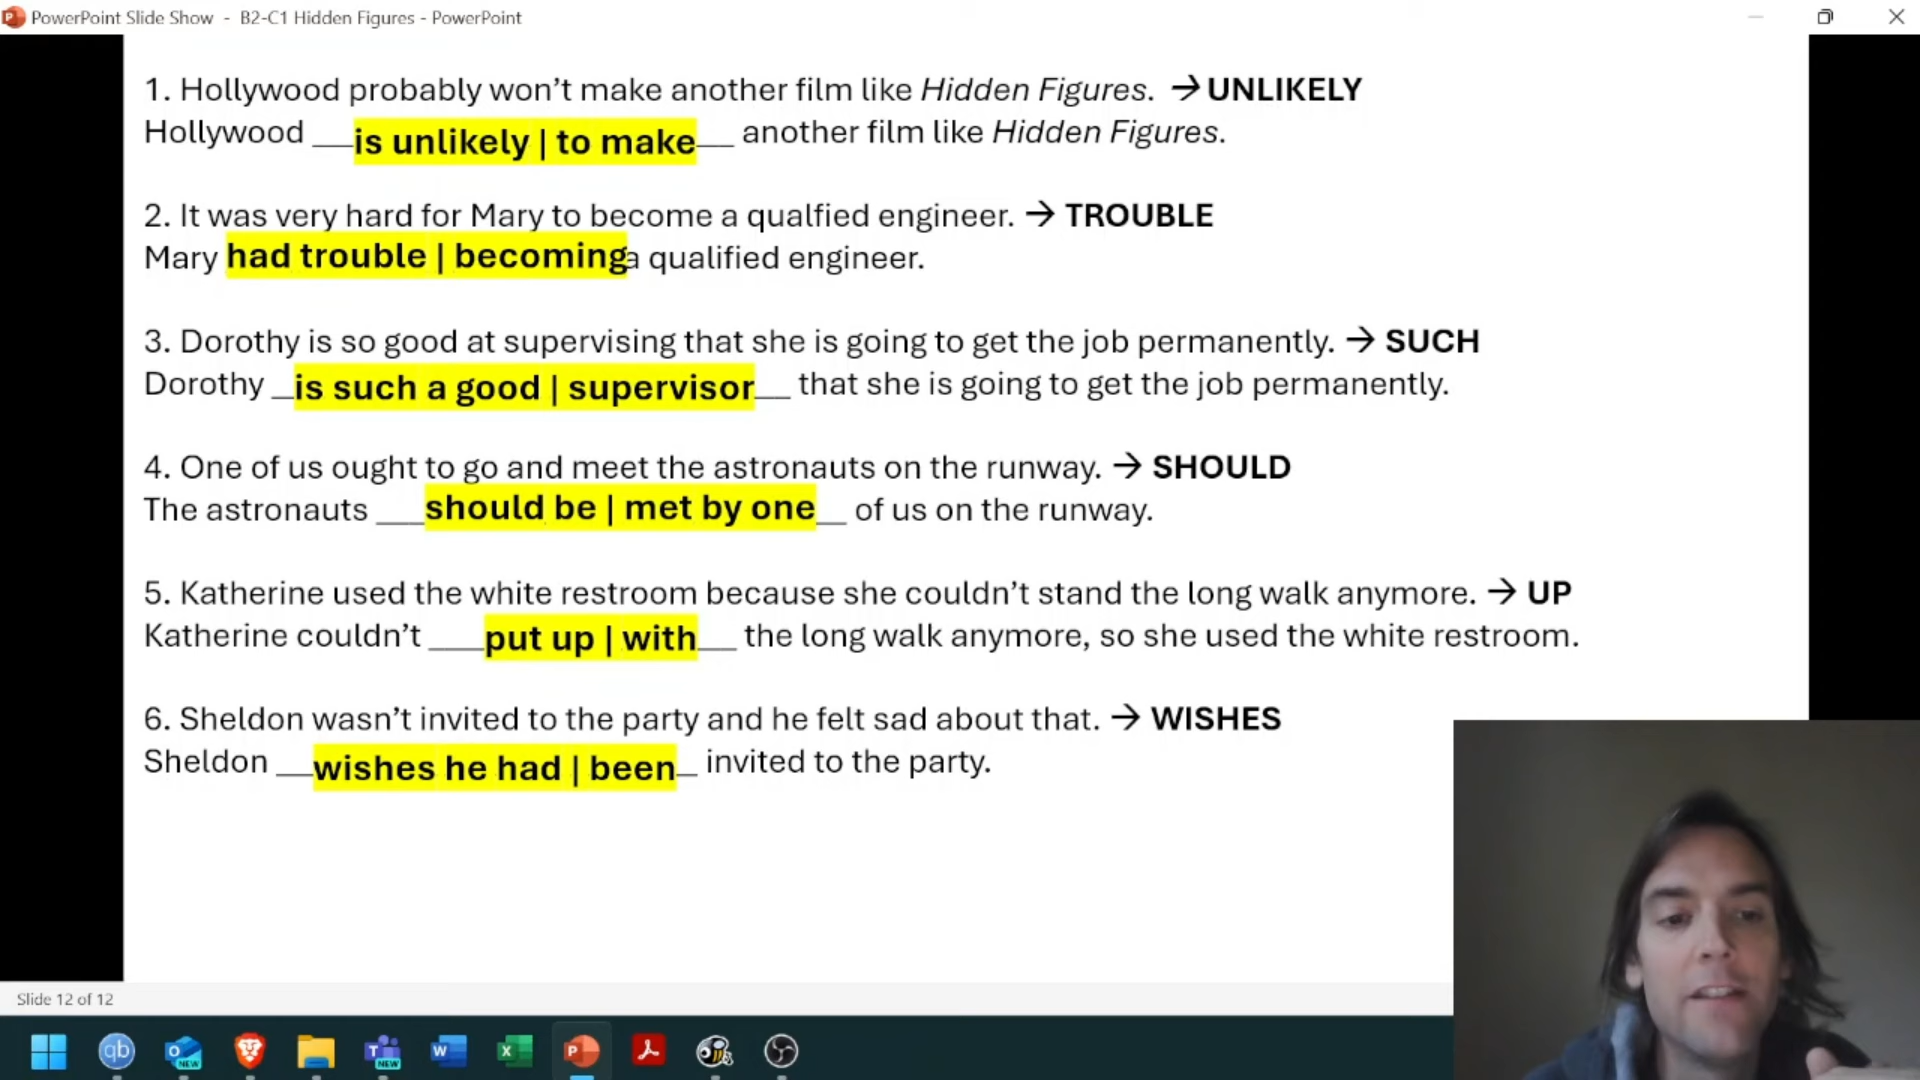 PowerPoint Slide Show - B2-C1 Hidden Figures - PowerPoint
1. Hollywood probably won't make another film like Hidden Figures. → UNLIKELY
Hollywood ___is unlikely | to make___ another film like Hidden Figures.
2. It was very hard for Mary to become a qualfied engineer. → TROUBLE
Mary had trouble | becoming a qualified engineer.
3. Dorothy is so good at supervising that she is going to get the job permanently. → SUCH
Dorothy _is such a good | supervisor__ that she is going to get the job permanently.
4. One of us ought to go and meet the astronauts on the runway. → SHOULD
The astronauts ___should be | met by one__ of us on the runway.
5. Katherine used the white restroom because she couldn't stand the long walk anymore. → UP
Katherine couldn't ____put up | with___ the long walk anymore, so she used the white restroom.
6. Sheldon wasn't invited to the party and he felt sad about that. → WISHES
Sheldon __wishes he had | been_ invited to the party.
Slide 12 of 12
qb
O
NEW
T
NEW
W
X
P